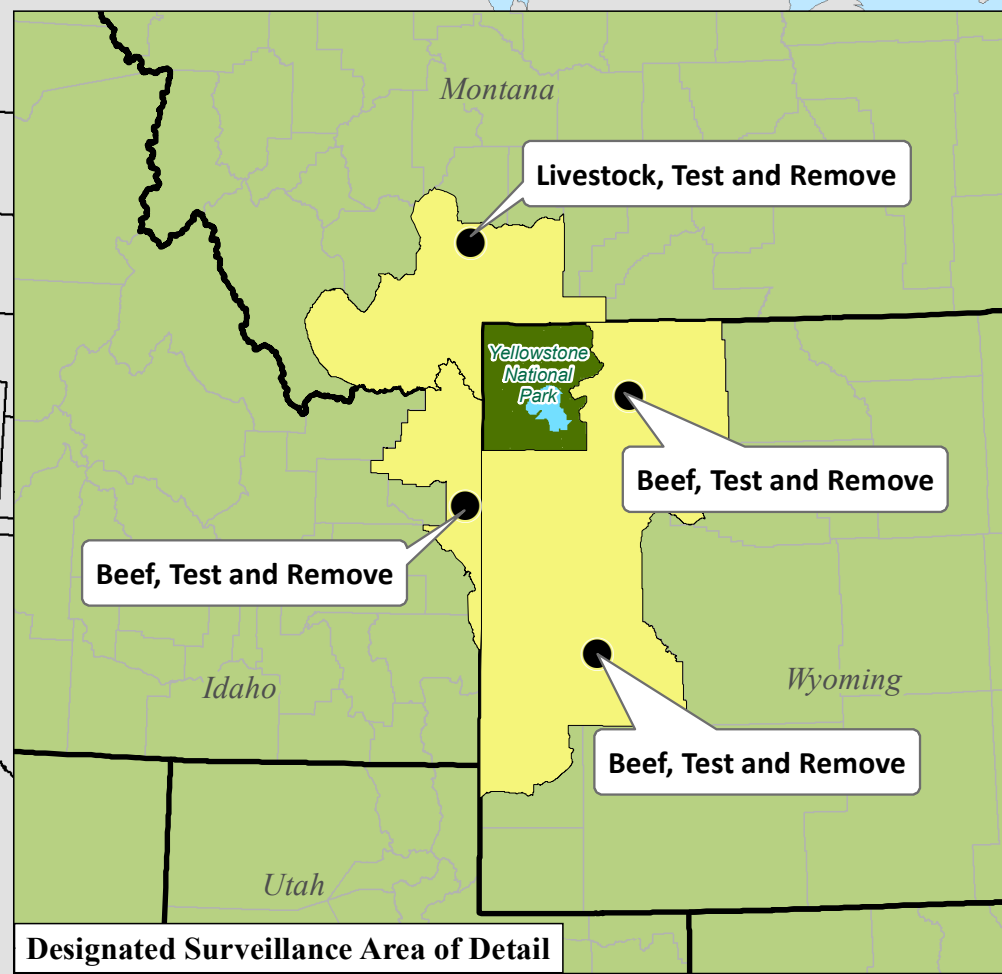 Montana
Livestock, Test and Remove
Yellowstone
National
Park
Beef, Test and Remove
Beef, Test and Remove
Idaho
Wyoming
Beef, Test and Remove
Utah
Designated Surveillance Area of Detail